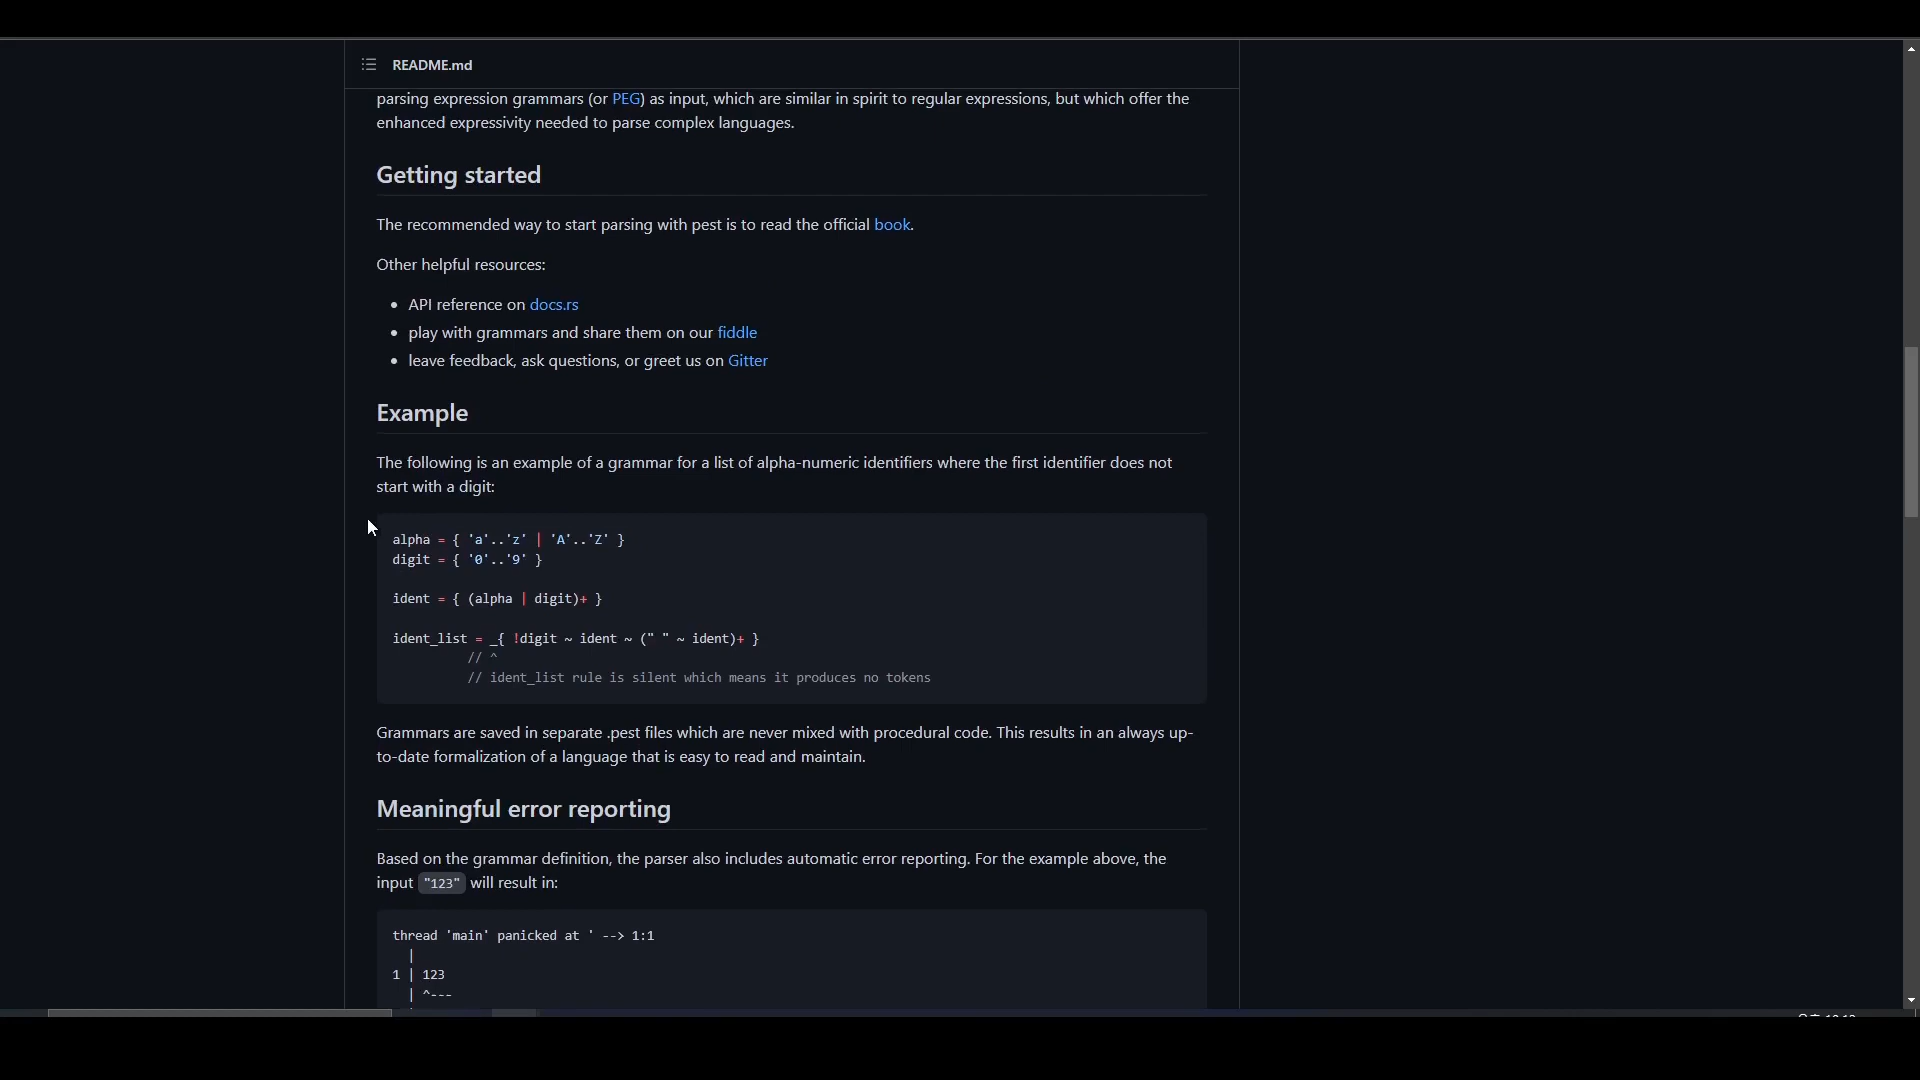 README.md
parsing expression grammars (or PEG) as input, which are similar in spirit to regular expressions, but which offer the
enhanced expressivity needed to parse complex languages.
Getting started
The recommended way to start parsing with pest is to read the official book.
Other helpful resources:
• API reference on docs.rs
• play with grammars and share them on our fiddle
• leave feedback, ask questions, or greet us on Gitter
Example
The following is an example of a grammar for a list of alpha-numeric identifiers where the first identifier does not
start with a digit:
alpha = { 'a'..'z' | 'A'..'Z' }
digit = { '0'..'9' }
ident = { (alpha | digit)+ }
ident_list = _{ !digit ~ ident ~ (" " ~ ident)+ }
          // ^
          // ident_list rule is silent which means it produces no tokens
Grammars are saved in separate .pest files which are never mixed with procedural code. This results in an always up-
to-date formalization of a language that is easy to read and maintain.
Meaningful error reporting
Based on the grammar definition, the parser also includes automatic error reporting. For the example above, the
input "123" will result in:
thread 'main' panicked at ' --> 1:1
  |
1 | 123
  | ^---